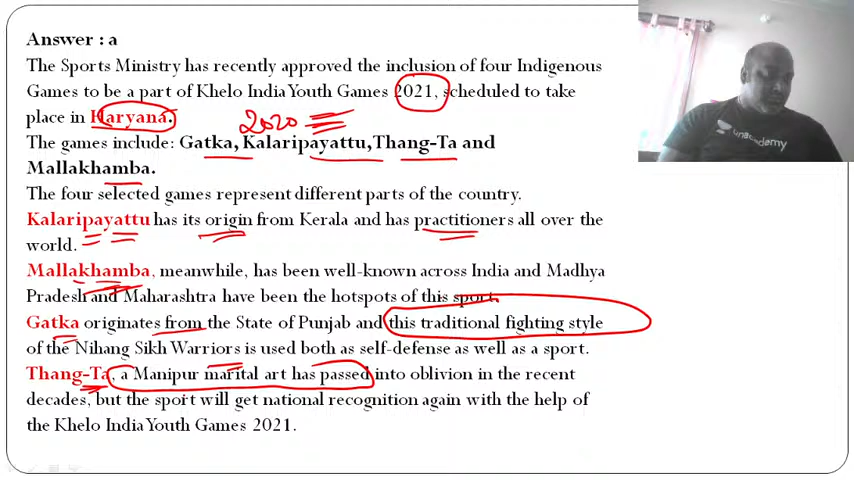 Answer : a
The Sports Ministry has recently approved the inclusion of four Indigenous
Games to be a part of Khelo India Youth Games 2021, scheduled to take
place in Haryana.
2020
The games include: Gatka, Kalaripayattu,Thang-Ta and
Mallakhamba.
The four selected games represent different parts of the country.
Kalaripayattu has its origin from Kerala and has practitioners all over the
world.
Mallakhamba, meanwhile, has been well-known across India and Madhya
Pradesh and Maharashtra have been the hotspots of this sport.
Gatka originates from the State of Punjab and this traditional fighting style
of the Nihang Sikh Warriors is used both as self-defense as well as a sport.
Thang-Ta, a Manipur marital art has passed into oblivion in the recent
decades, but the sport will get national recognition again with the help of
the Khelo India Youth Games 2021.
unacademy